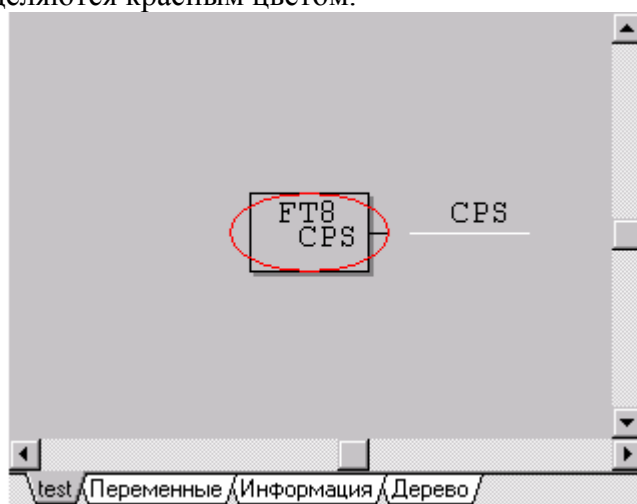 деляются красным цветом.
FT8
CPS
CPS
test Переменные Информация Дерево